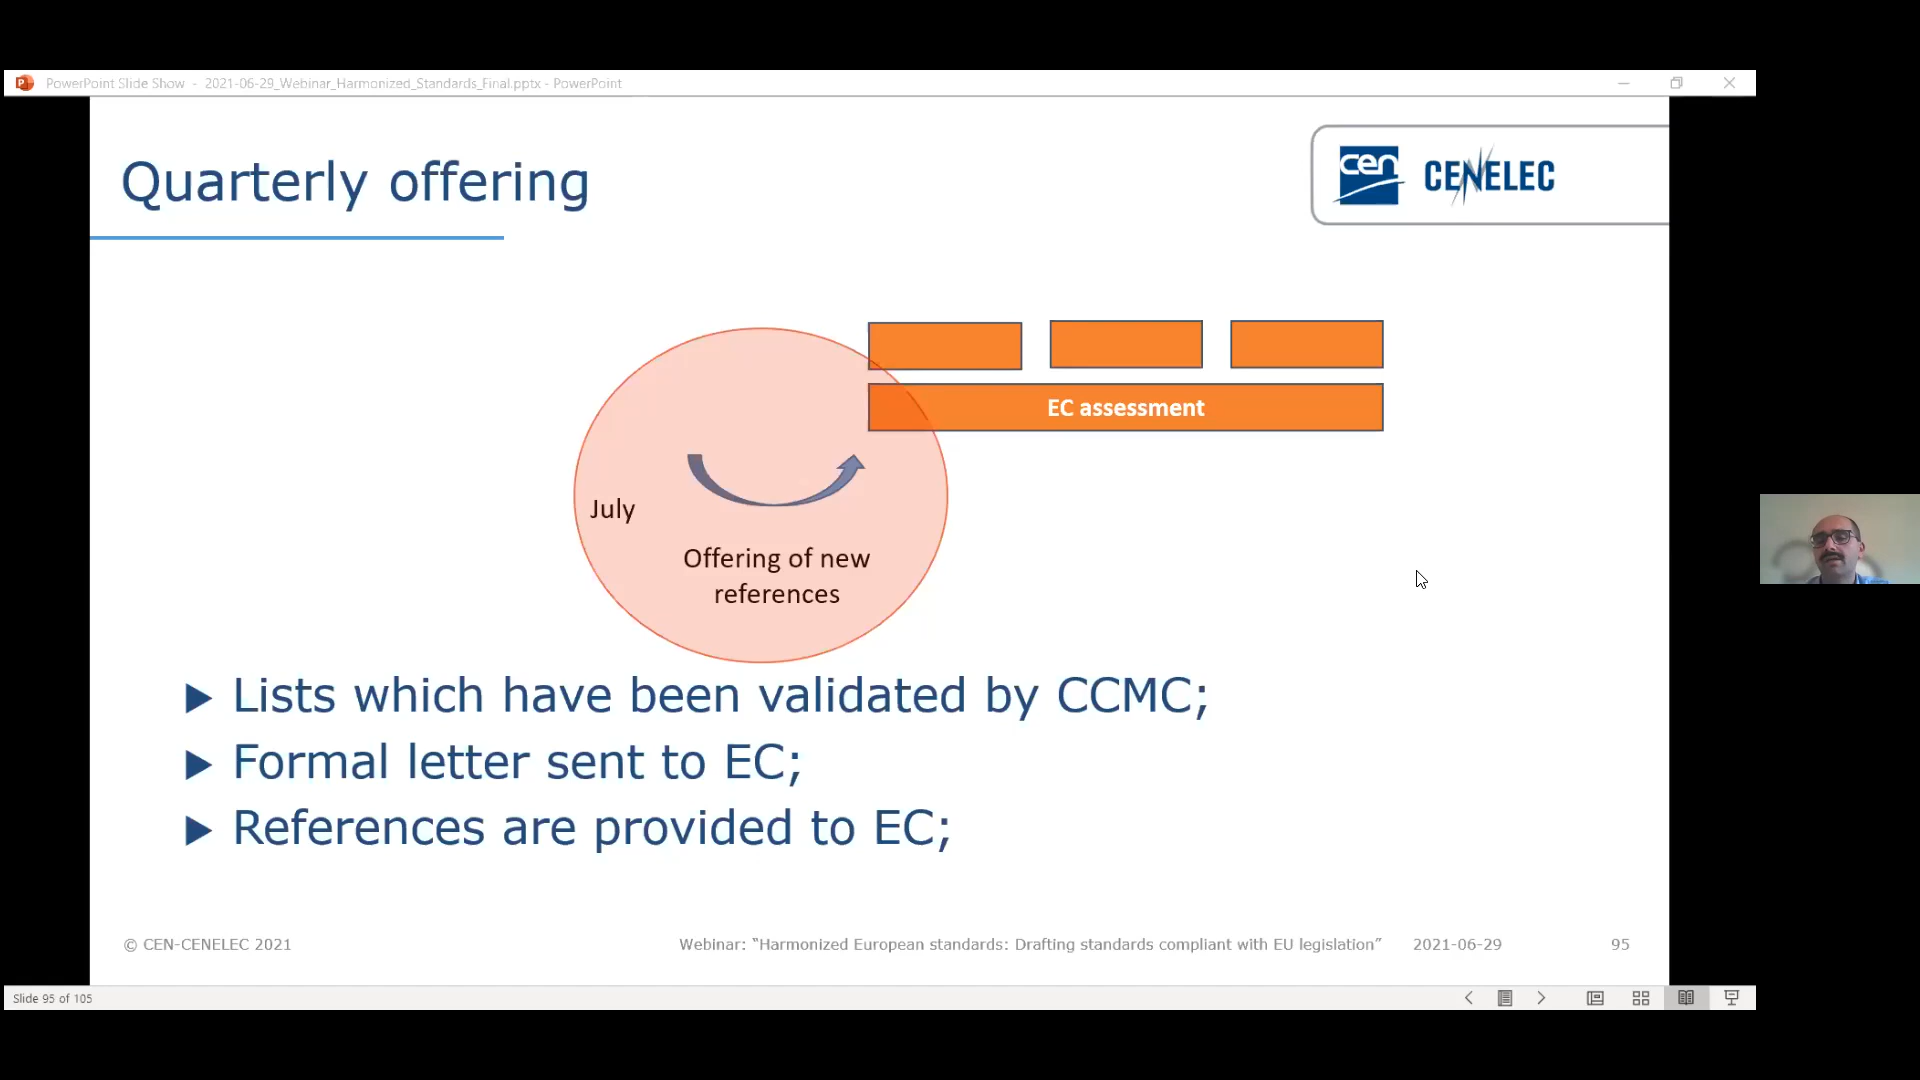 PowerPoint Slide Show - 2021-06-29_Webinar_Harmonized_Standards_Final.pptx - PowerPoint
Quarterly offering
cen
CENELEC
EC assessment
July
Offering of new
references
Lists which have been validated by CCMC;
Formal letter sent to EC;
References are provided to EC;
© CEN-CENELEC 2021
Webinar: “Harmonized European standards: Drafting standards compliant with EU legislation”
2021-06-29
95
Slide 95 of 105